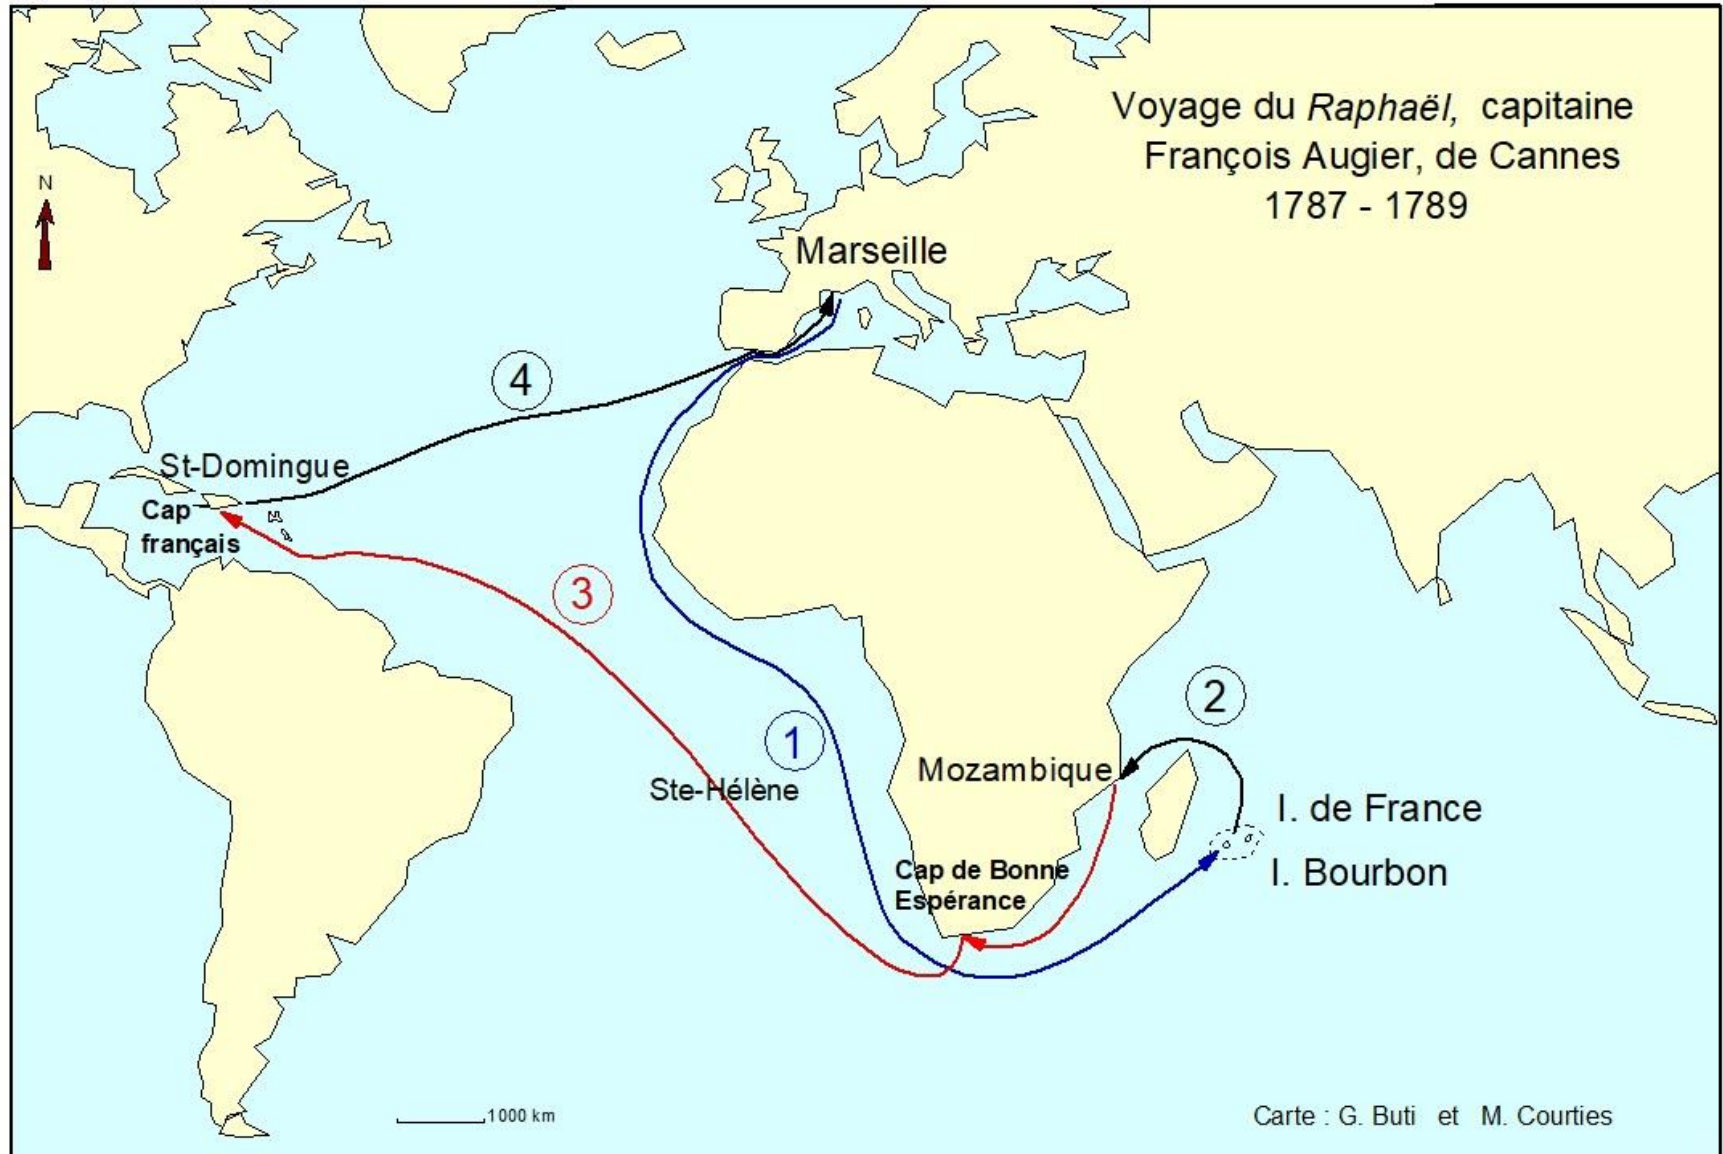 Voyage du Raphaël, capitaine
François Augier, de Cannes
1787 - 1789
N
Marseille
4
St-Domingue
Cap
français
3
2
1
Mozambique
Ste-Hélène
I. de France
Cap de Bonne
Espérance
I. Bourbon
1000 km
Carte : G. Buti et M. Courties